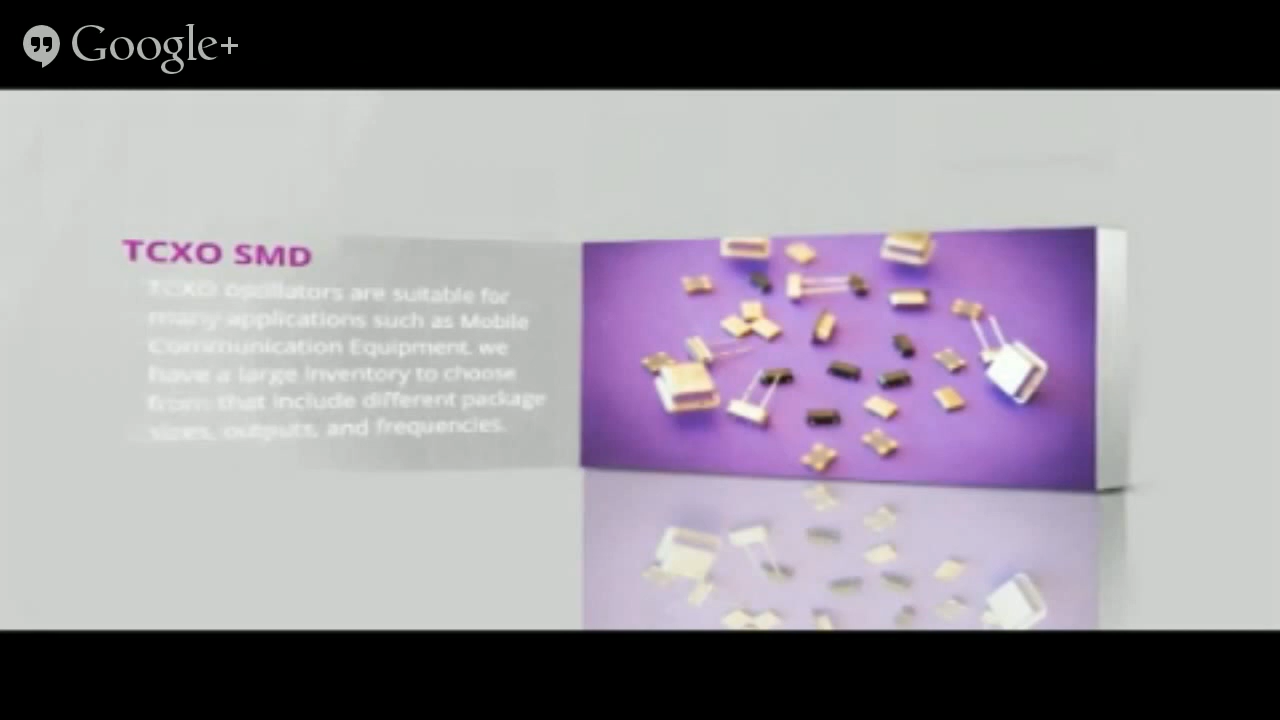 Google+
TCXO SMD
TCXO oscillators are suitable for
many applications such as Mobile
Communication Equipment, we
have a large inventory to choose
from that include different package
sizes, outputs, and frequencies.